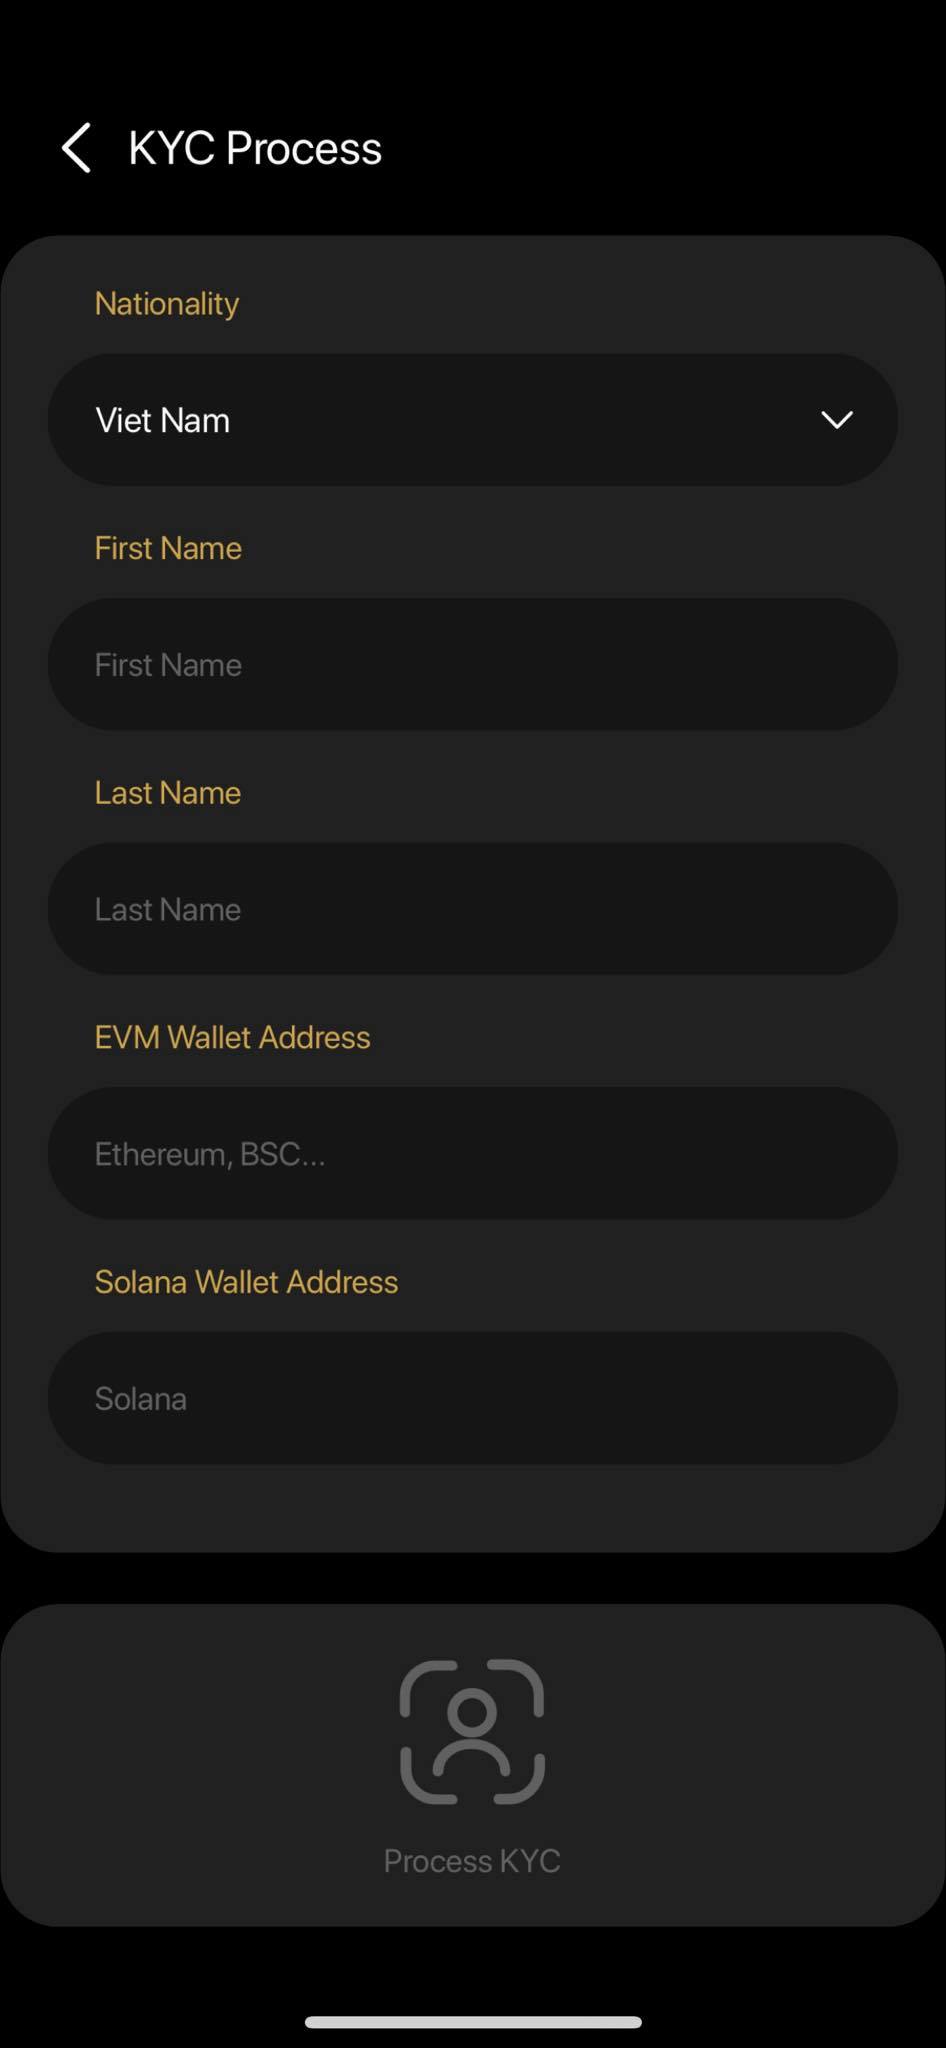 KYC Process
Nationality
Viet Nam
First Name
First Name
Last Name
Last Name
EVM Wallet Address
Ethereum, BSC...
Solana Wallet Address
Solana
Process KYC